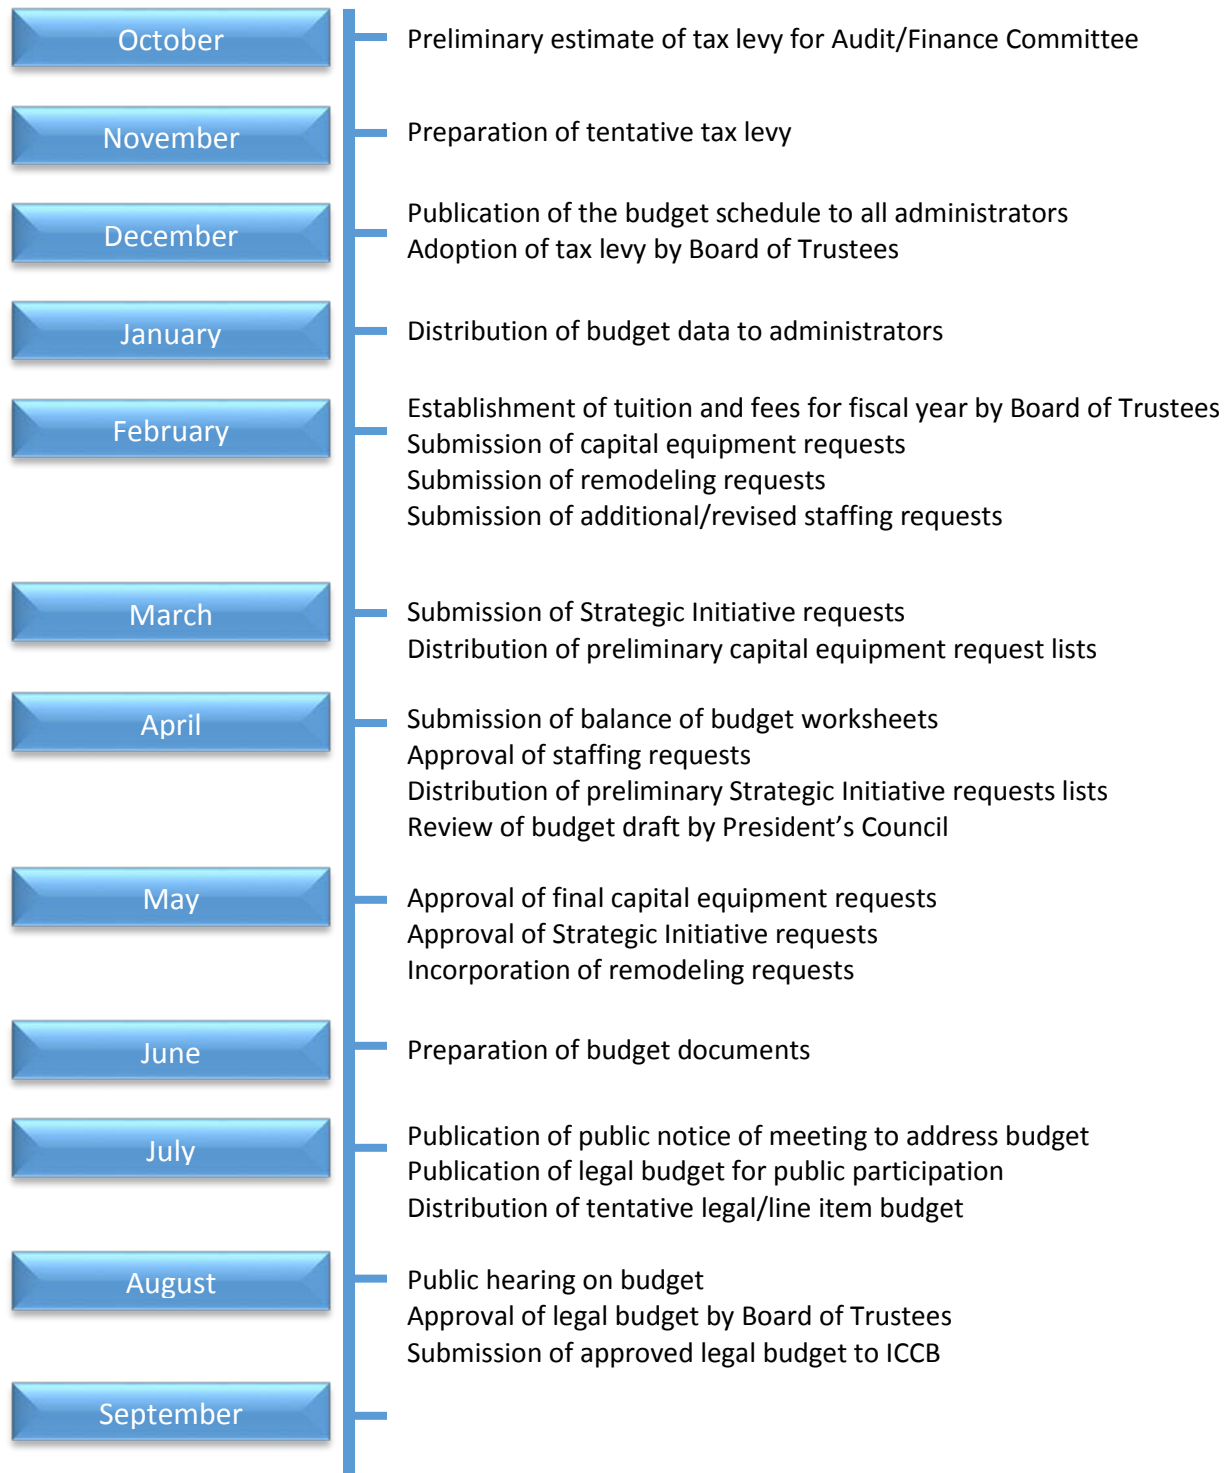 October
Preliminary estimate of tax levy for Audit/Finance Committee
November
Preparation of tentative tax levy
December
Publication of the budget schedule to all administrators
Adoption of tax levy by Board of Trustees
January
Distribution of budget data to administrators
February
Establishment of tuition and fees for fiscal year by Board of Trustees
Submission of capital equipment requests
Submission of remodeling requests
Submission of additional/revised staffing requests
March
Submission of Strategic Initiative requests
Distribution of preliminary capital equipment request lists
April
Submission of balance of budget worksheets
Approval of staffing requests
Distribution of preliminary Strategic Initiative requests lists
Review of budget draft by President’s Council
May
Approval of final capital equipment requests
Approval of Strategic Initiative requests
Incorporation of remodeling requests
June
Preparation of budget documents
July
Publication of public notice of meeting to address budget
Publication of legal budget for public participation
Distribution of tentative legal/line item budget
August
Public hearing on budget
Approval of legal budget by Board of Trustees
Submission of approved legal budget to ICCB
September